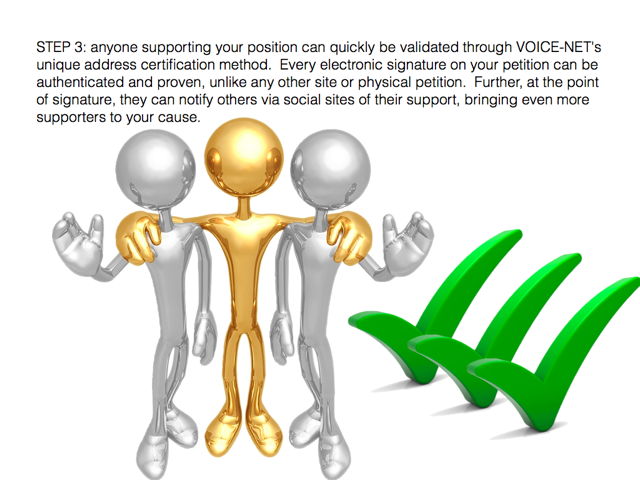 STEP 3: anyone supporting your position can quickly be validated through VOICE-NET's
unique address certification method.  Every electronic signature on your petition can be
authenticated and proven, unlike any other site or physical petition.  Further, at the point
of signature, they can notify others via social sites of their support, bringing even more
supporters to your cause.